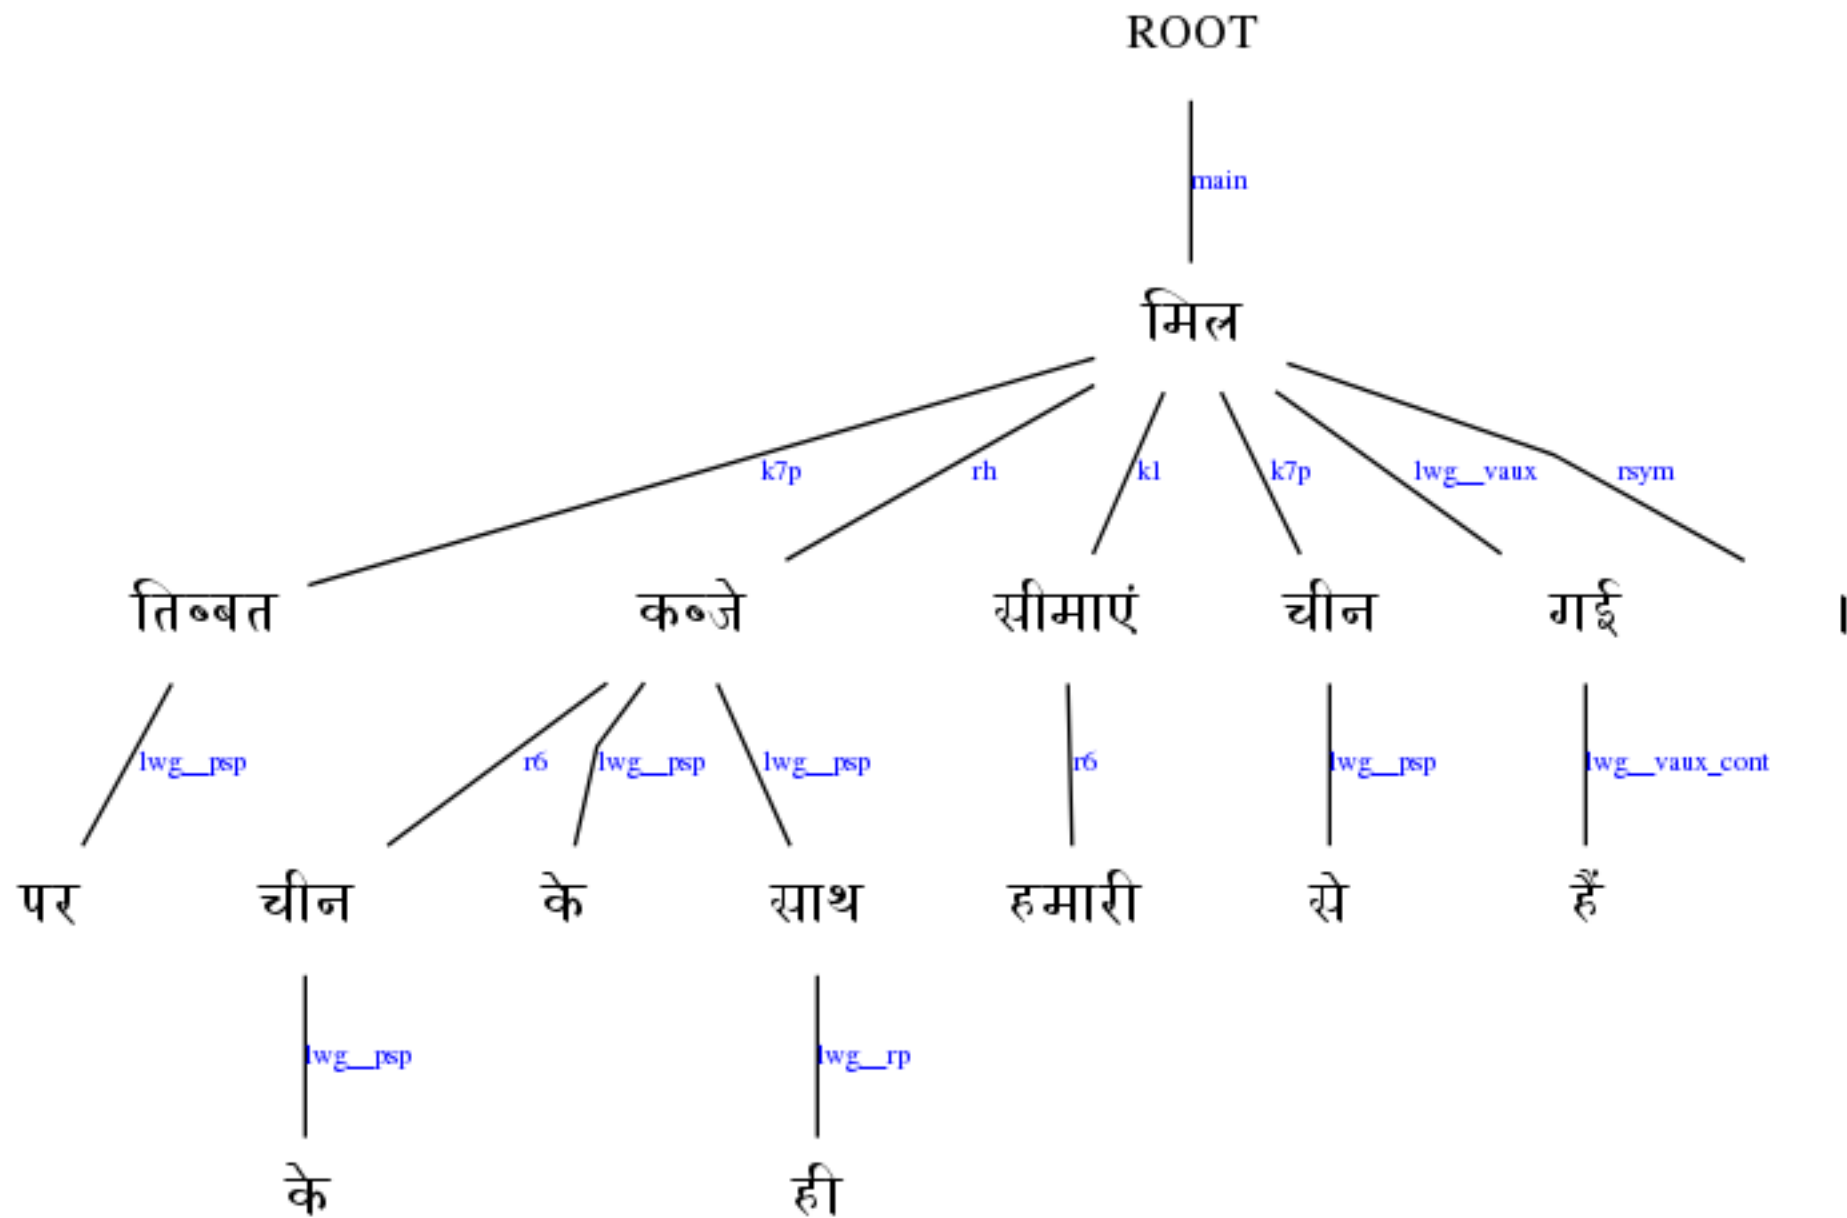 ROOT
main
मिल
k7p rh k1 k7p lwg__vaux rsym
तिब्बत कब्जे सीमाएं चीन गई ।
lwg__psp r6 lwg__psp lwg__psp r6 lwg__psp lwg__vaux_cont
पर चीन के साथ हमारी से हैं
lwg__psp lwg__rp
के ही